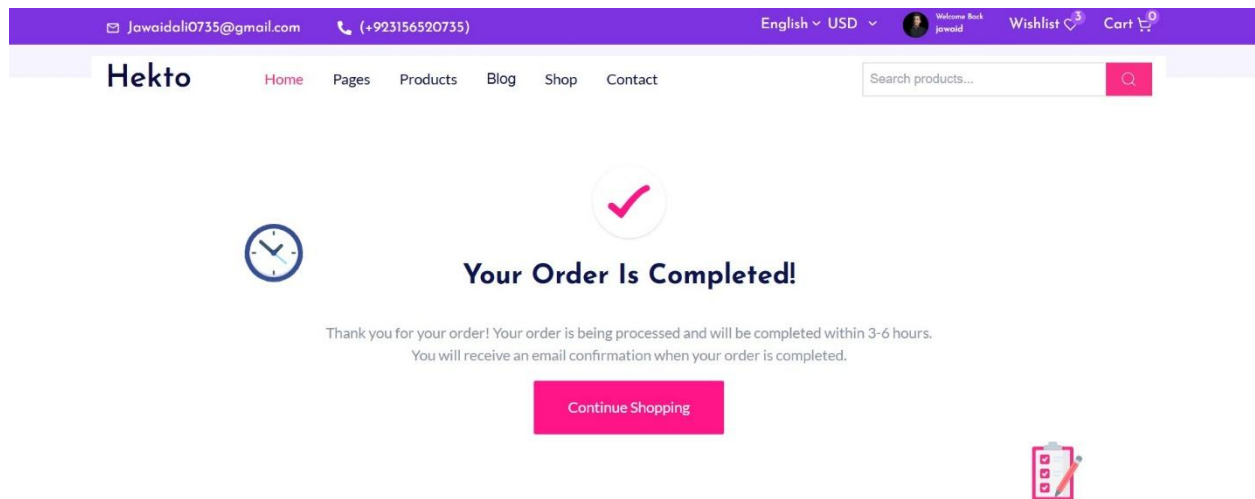 Jawaidali0735@gmail.com (+923156520735) English USD Welcome Back jawaid Wishlist 3 Cart 0
Hekto Home Pages Products Blog Shop Contact Search products...
Your Order Is Completed!
Thank you for your order! Your order is being processed and will be completed within 3-6 hours.
You will receive an email confirmation when your order is completed.
Continue Shopping